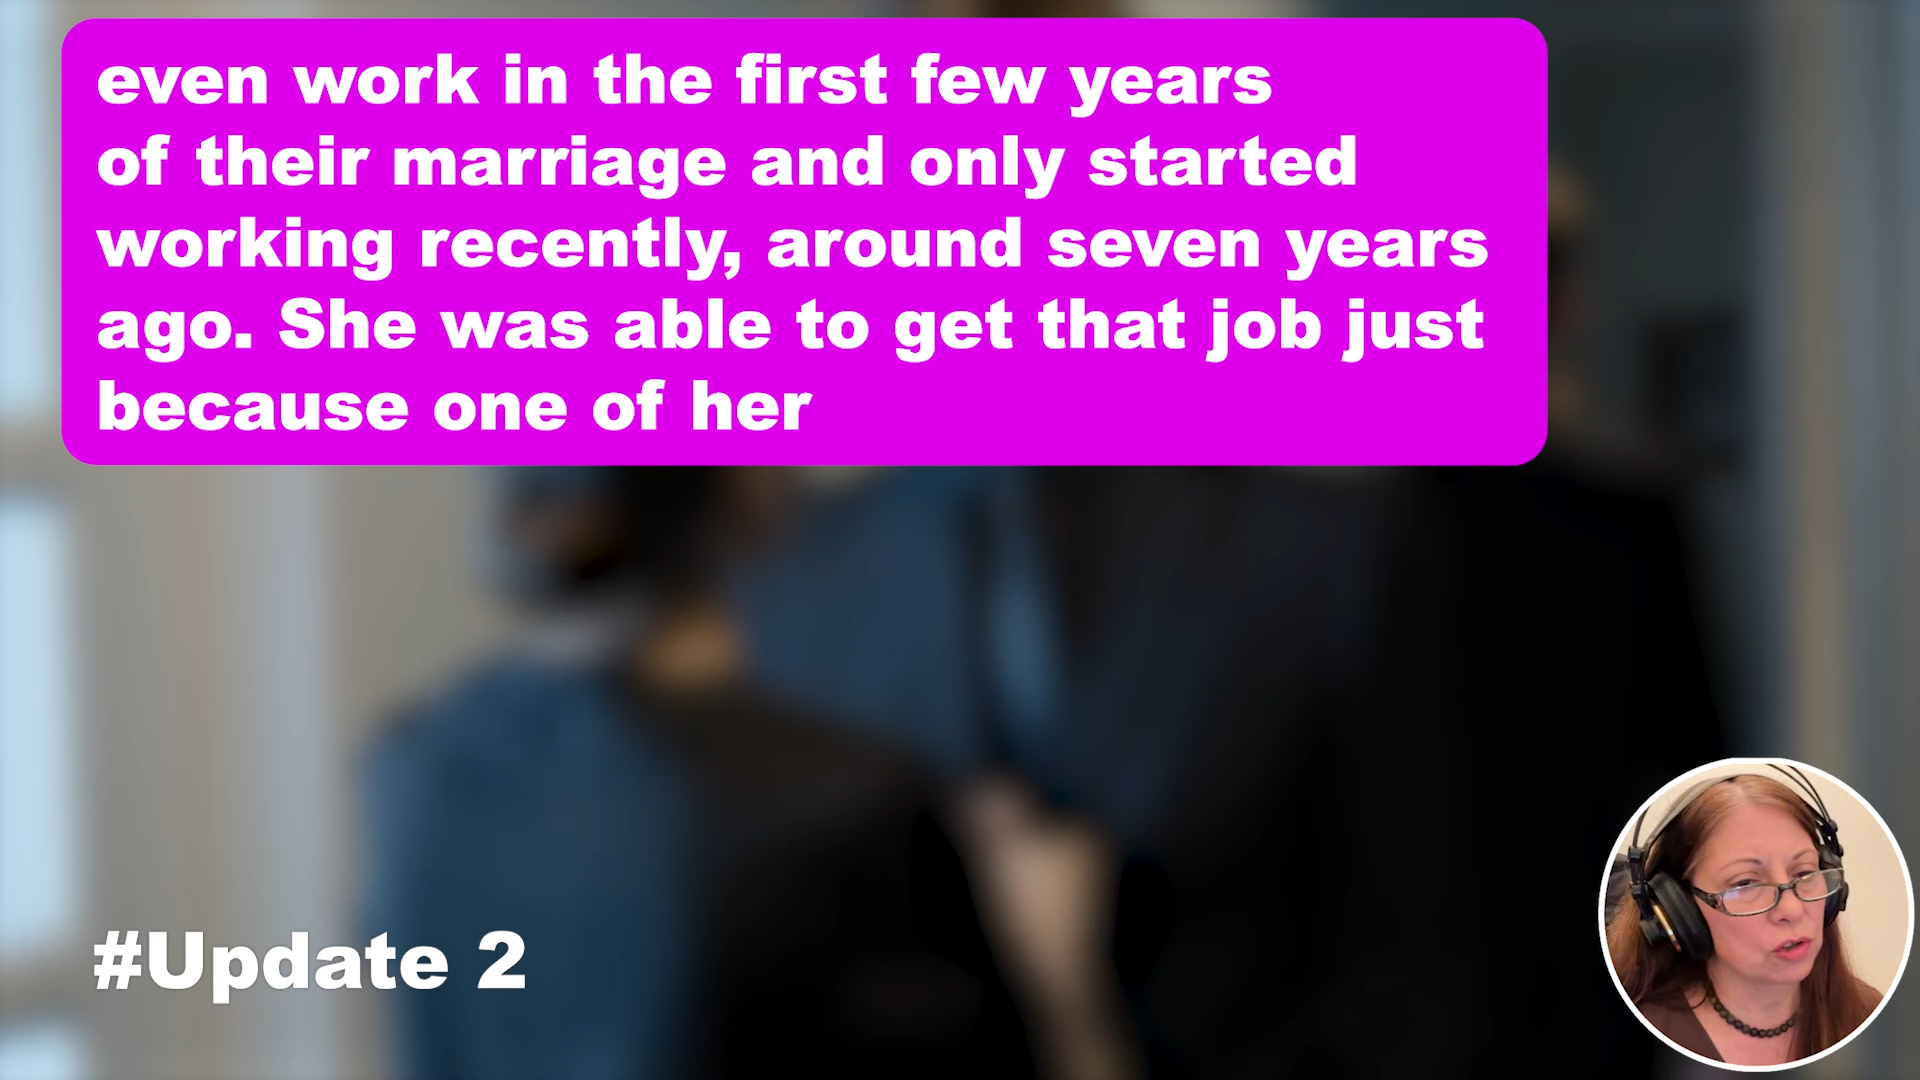 even work in the first few years
of their marriage and only started
working recently, around seven years
ago. She was able to get that job just
because one of her
#Update 2